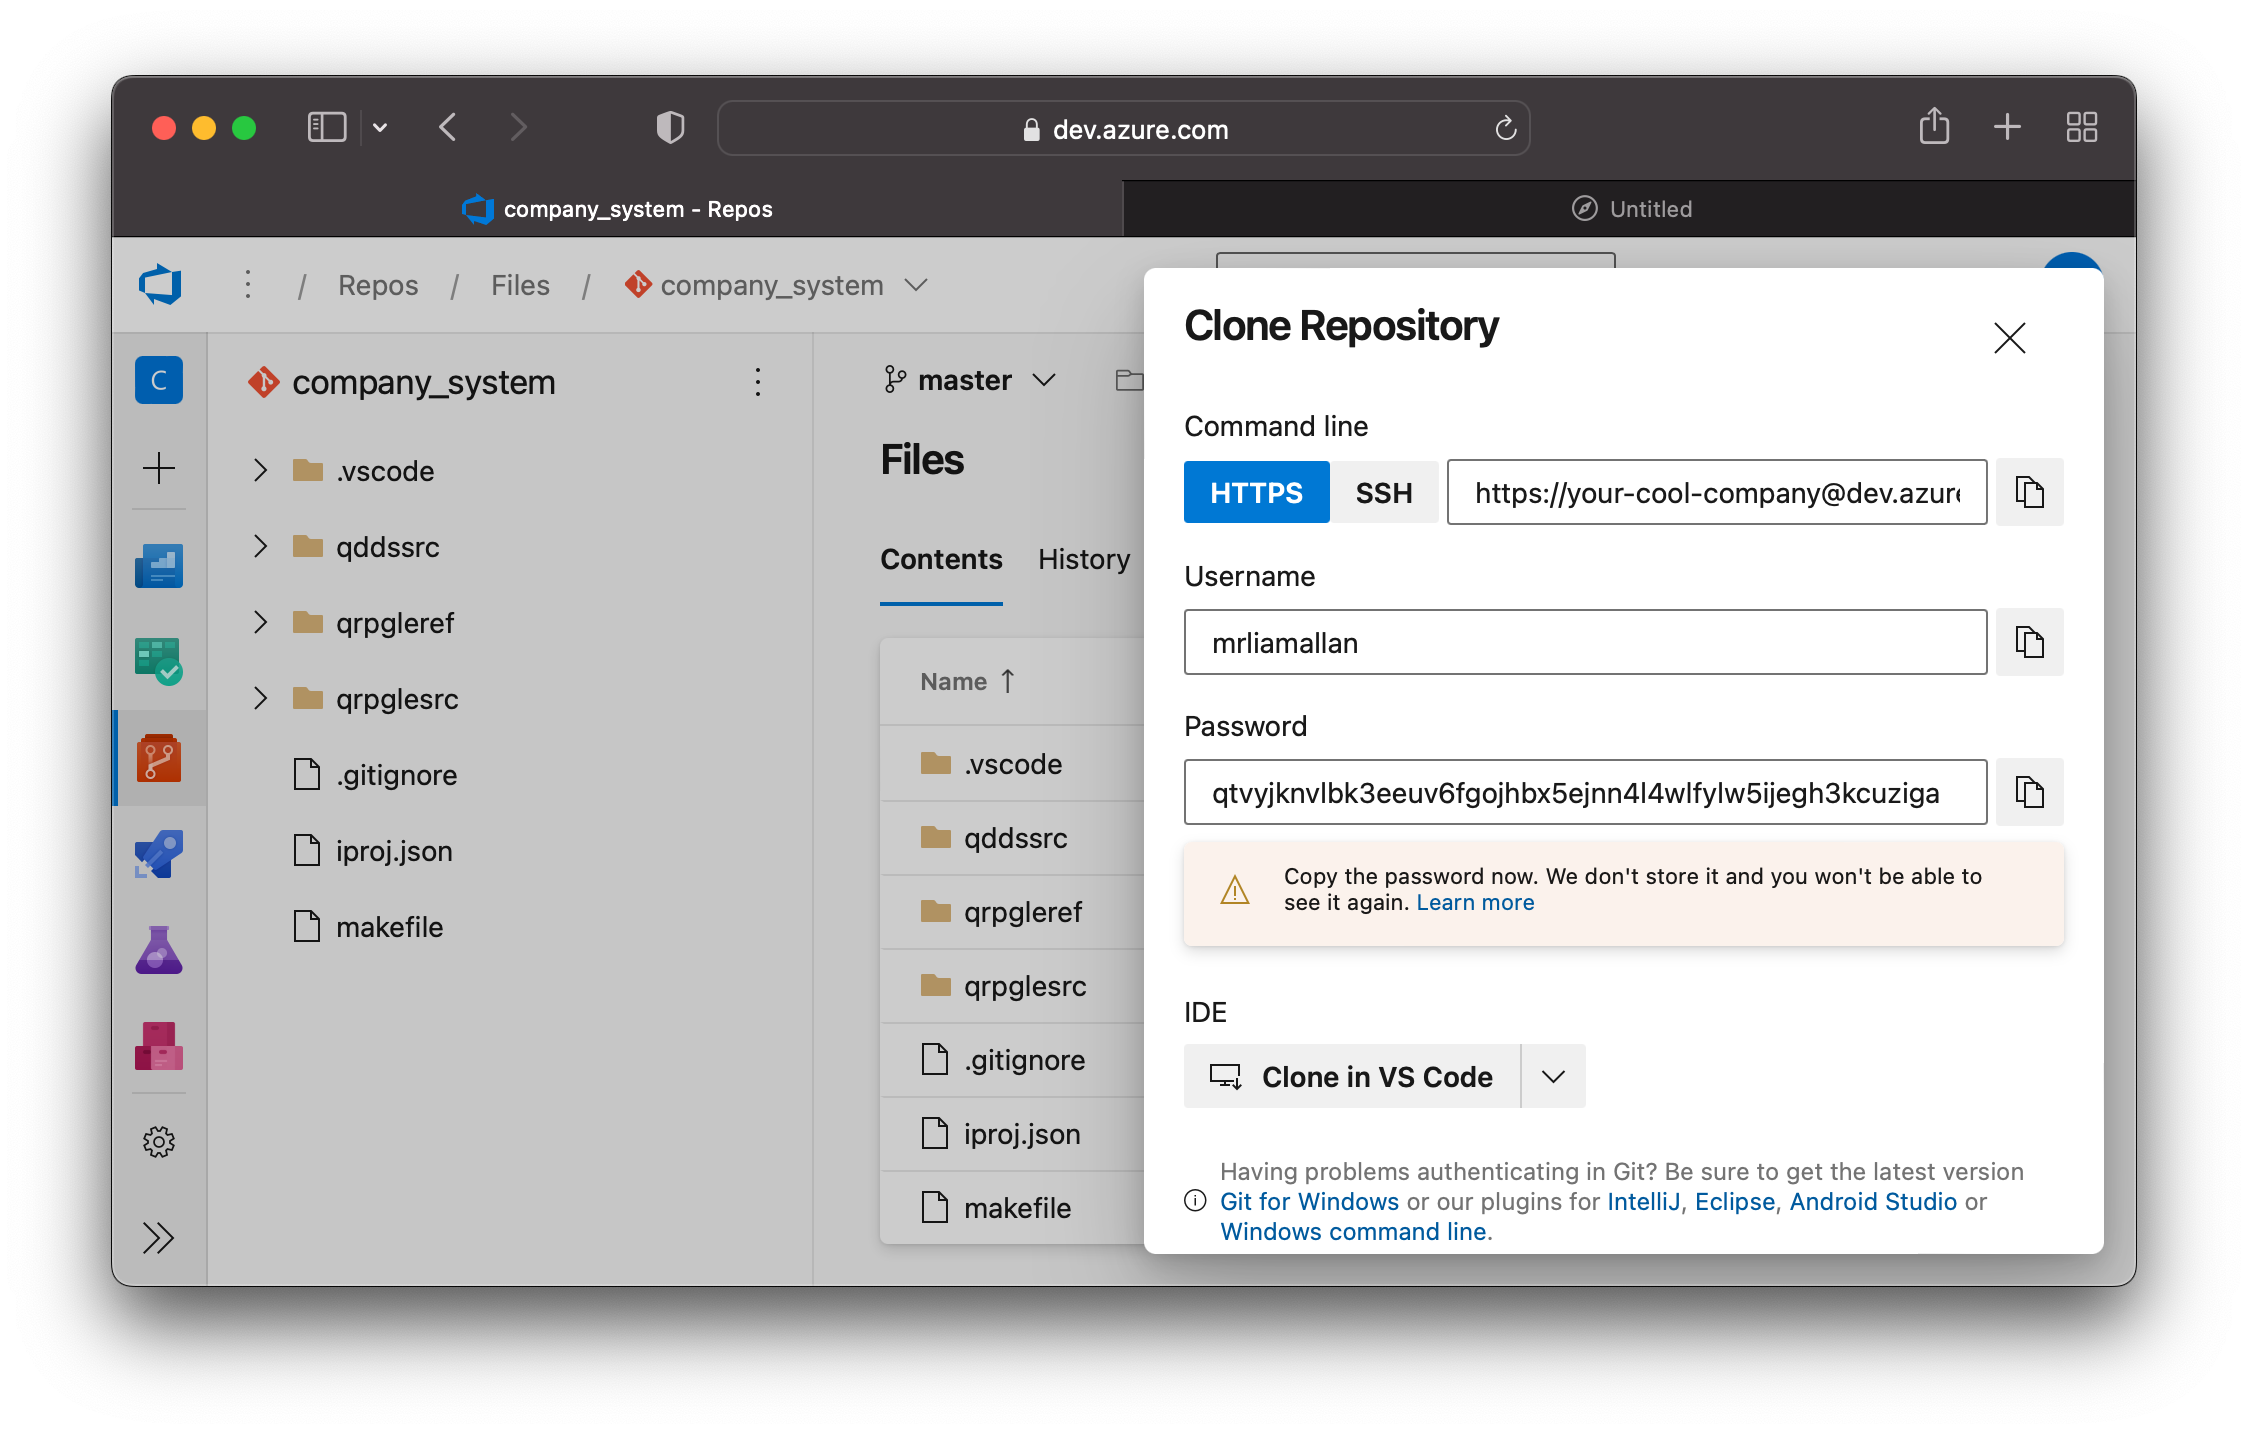 dev.azure.com
company_system - Repos
Untitled
/ Repos / Files / company_system
C
company_system
.vscode
qddssrc
qrpgleref
qrpglesrc
.gitignore
iproj.json
makefile
master
Files
Contents History
Name ↑
.vscode
qddssrc
qrpgleref
qrpglesrc
.gitignore
iproj.json
makefile
Clone Repository
Command line
HTTPS SSH https://your-cool-company@dev.azure
Username
mrliamallan
Password
qtvyjknvlbk3eeuv6fgojhbx5ejnn4l4wlfylw5ijegh3kcuziga
Copy the password now. We don't store it and you won't be able to
see it again. Learn more
IDE
Clone in VS Code
Having problems authenticating in Git? Be sure to get the latest version
Git for Windows or our plugins for IntelliJ, Eclipse, Android Studio or
Windows command line.